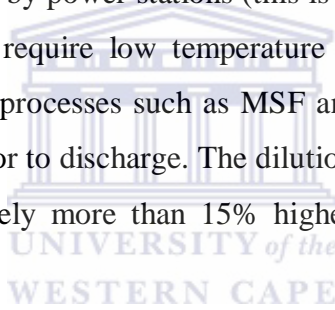 by power stations (this is
require low temperature
processes such as MSF an
or to discharge. The dilution
ely more than 15% highe
UNIVERSITY of the
WESTERN CAPE